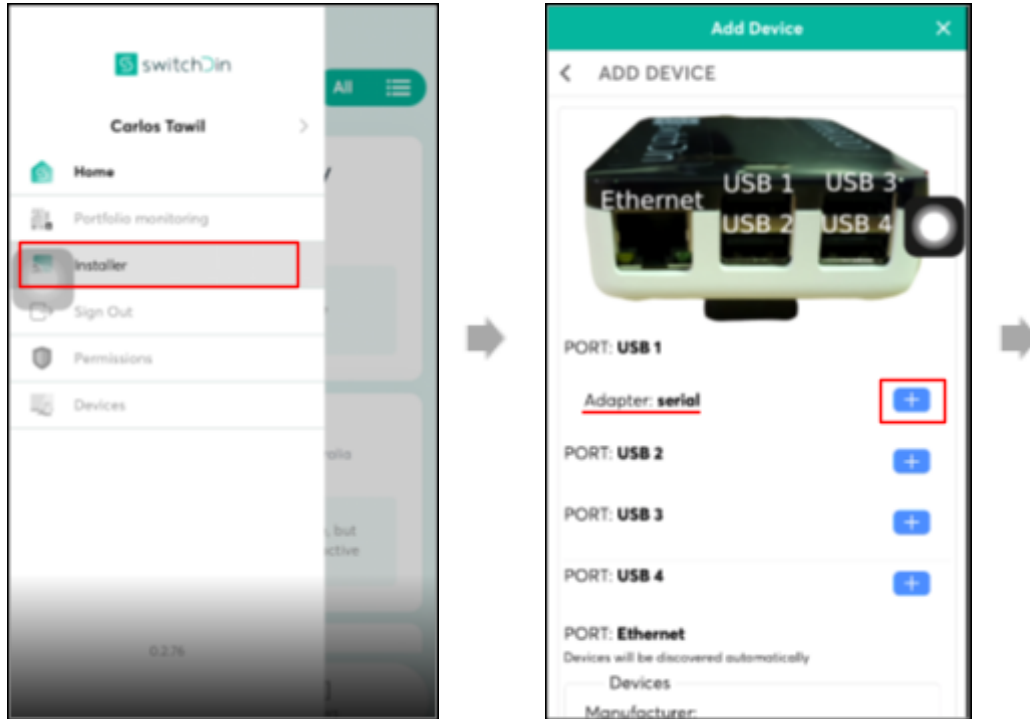 switchDin
All
Carlos Tawil
Home
Portfolio monitoring
Installer
Sign Out
Permissions
Devices
0.2.76
, but
Add Device
ADD DEVICE
Ethernet
USB 1
USB 3
USB 2
USB 4
PORT: USB 1
Adapter: serial
PORT: USB 2
PORT: USB 3
PORT: USB 4
PORT: Ethernet
Devices will be discovered automatically
Devices
Manufacturer: